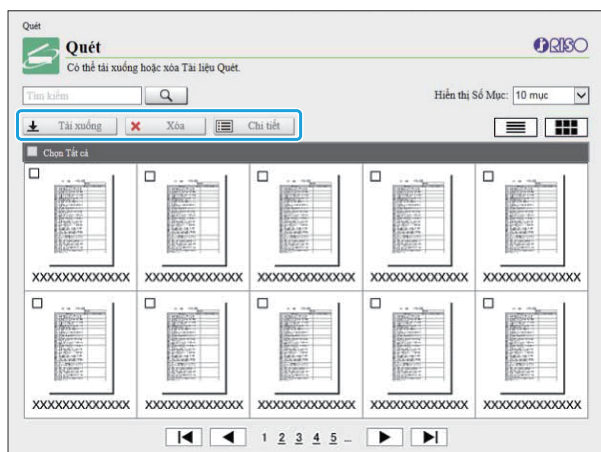 Quét
Quét
RISO
Có thể tải xuống hoặc xóa Tài liệu Quét.
Tìm kiếm
Hiển thị Số Mục: 10 mục
Tải xuống Xóa Chi tiết
Chọn Tất cả
XXXXXXXXXXXXX XXXXXXXXXXXXX XXXXXXXXXXXXX XXXXXXXXXXXXX XXXXXXXXXXXXX
XXXXXXXXXXXXX XXXXXXXXXXXXX XXXXXXXXXXXXX XXXXXXXXXXXXX XXXXXXXXXXXXX
1 2 3 4 5 ...